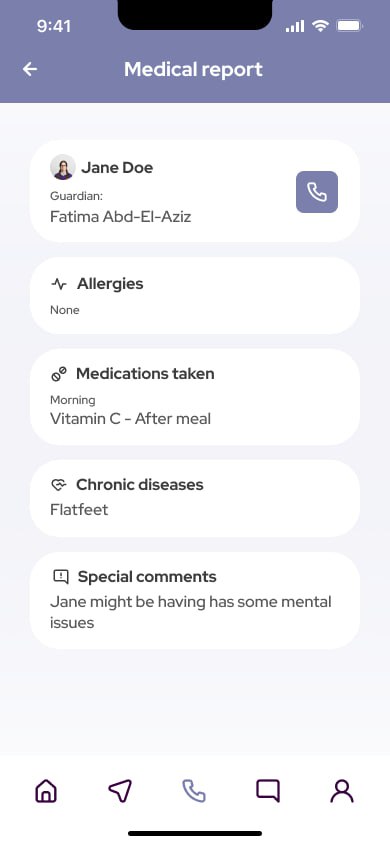 9:41
Medical report
Jane Doe
Guardian:
Fatima Abd-El-Aziz
Allergies
None
Medications taken
Morning
Vitamin C - After meal
Chronic diseases
Flatfeet
Special comments
Jane might be having has some mental
issues